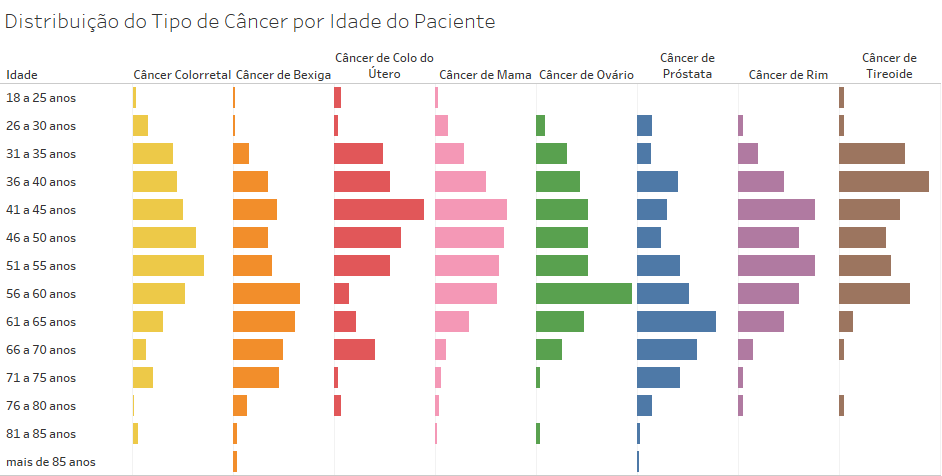 Distribuição do Tipo de Câncer por Idade do Paciente
Idade
Câncer Colorretal
Câncer de Bexiga
Câncer de Colo do
Útero
Câncer de Mama
Câncer de Ovário
Câncer de
Próstata
Câncer de Rim
Câncer de
Tireoide
18 a 25 anos
26 a 30 anos
31 a 35 anos
36 a 40 anos
41 a 45 anos
46 a 50 anos
51 a 55 anos
56 a 60 anos
61 a 65 anos
66 a 70 anos
71 a 75 anos
76 a 80 anos
81 a 85 anos
mais de 85 anos